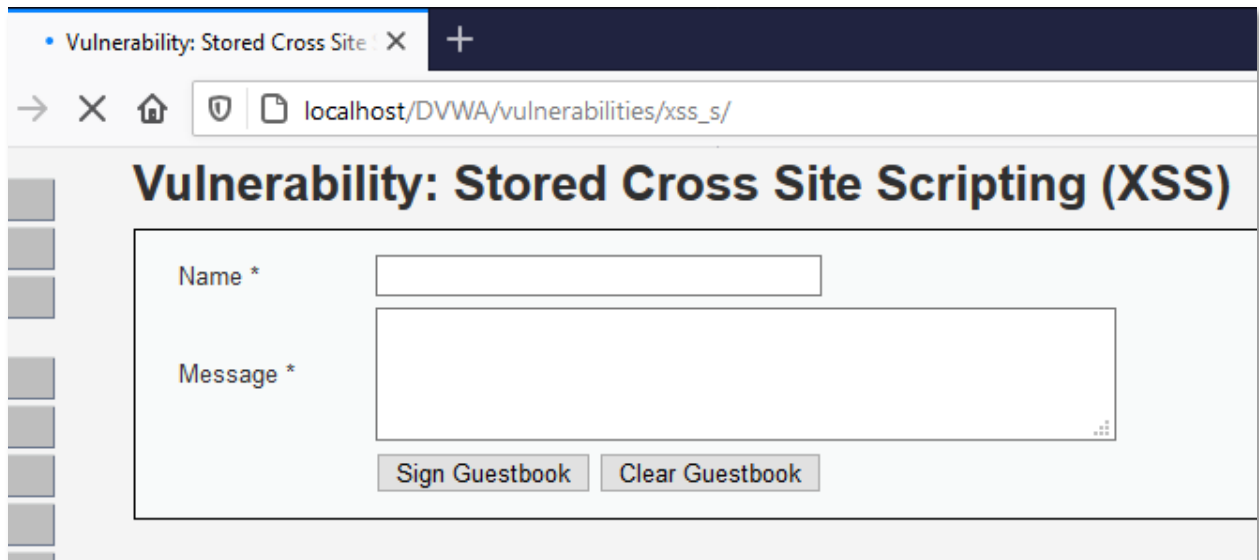 Vulnerability: Stored Cross Site
localhost/DVWA/vulnerabilities/xss_s/
Vulnerability: Stored Cross Site Scripting (XSS)
Name *
Message *
Sign Guestbook Clear Guestbook